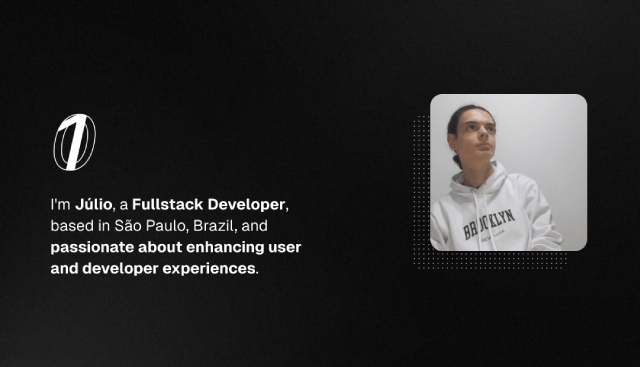 I'm Júlio, a Fullstack Developer,
based in São Paulo, Brazil, and
passionate about enhancing user
and developer experiences.
BROOKLYN